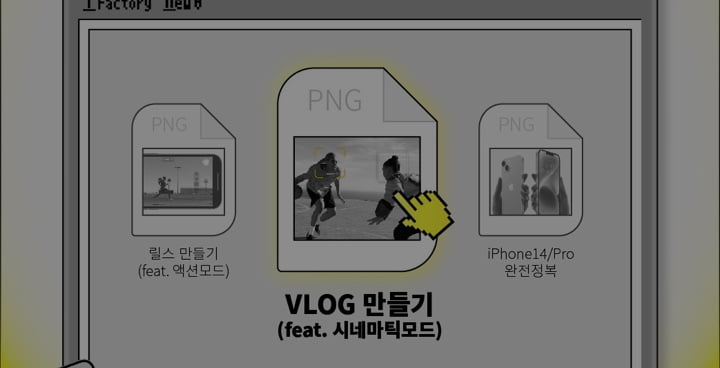 I Factory New!
PNG
PNG
PNG
릴스 만들기
(feat. 액션모드)
VLOG 만들기
(feat. 시네마틱모드)
iPhone14/Pro
완전정복